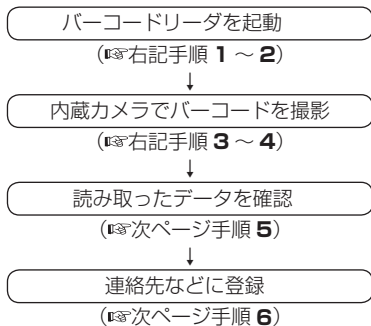 バーコードリーダを起動
(☞右記手順 1 ～ 2)
↓
内蔵カメラでバーコードを撮影
(☞右記手順 3 ～ 4)
↓
読み取ったデータを確認
(☞次ページ手順 5)
↓
連絡先などに登録
(☞次ページ手順 6)